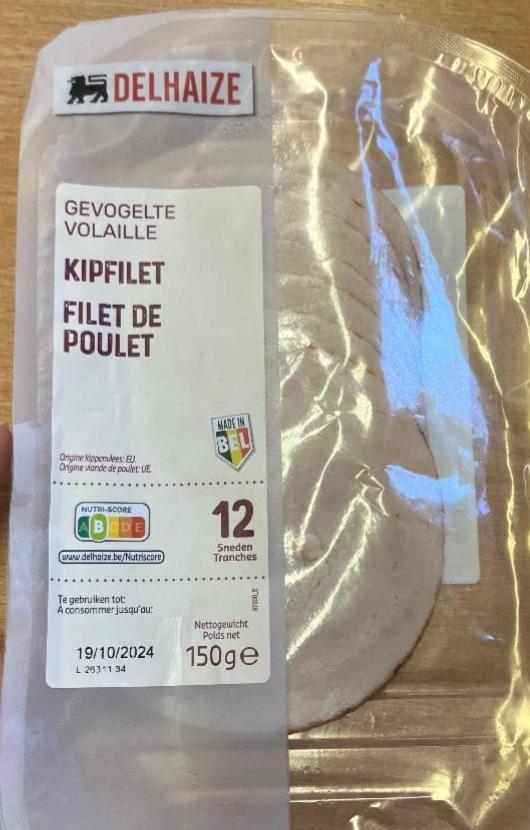 DELHAIZE
GEVOGELTE
VOLAILLE
KIPFILET
FILET DE
POULET
MADE IN
BEL
Origine kippenvlees: EU.
Origine viande de poulet: UE.
NUTRI-SCORE
A B C D E
www.delhaize.be/Nutriscore
12
Sneden
Tranches
Te gebruiken tot:
A consommer jusqu'au:
19/10/2024
Nettogewicht
Poids net
150g e